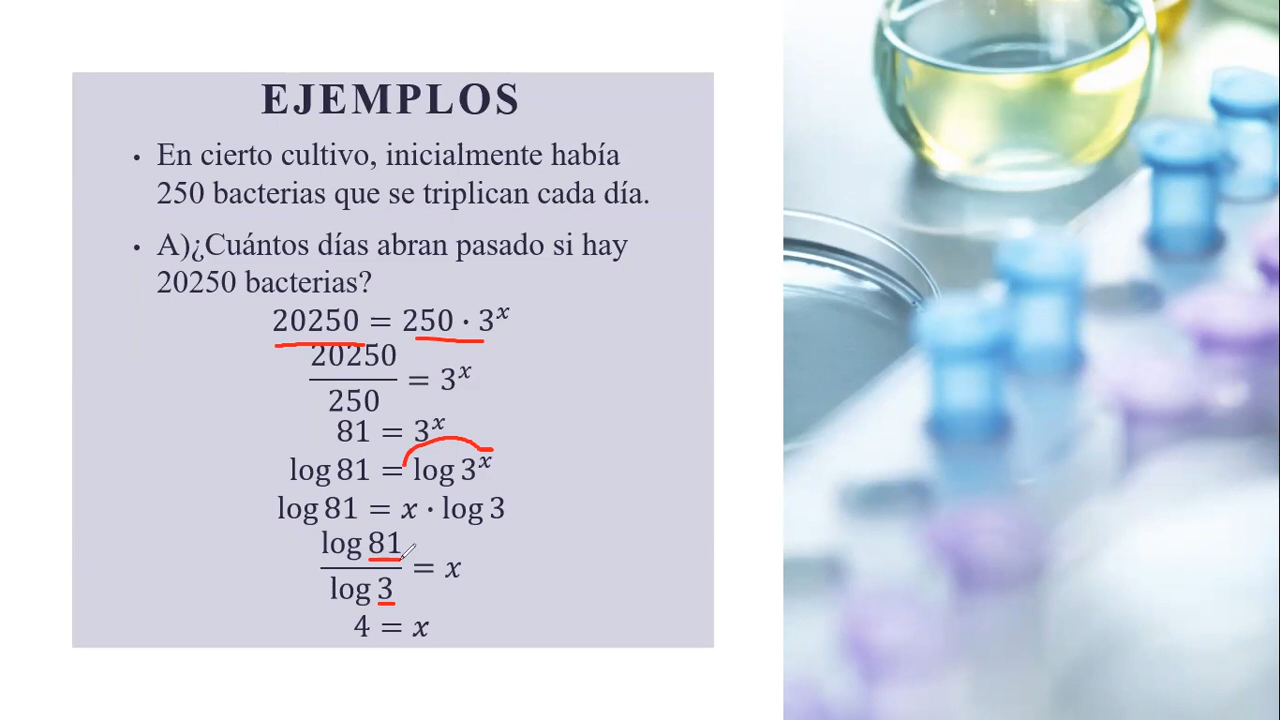 EJEMPLOS
• En cierto cultivo, inicialmente había
250 bacterias que se triplican cada día.
• A)¿Cuántos días abran pasado si hay
20250 bacterias?
20250 = 250 · 3^x
20250/250 = 3^x
81 = 3^x
log 81 = log 3^x
log 81 = x · log 3
log 81/log 3 = x
4 = x